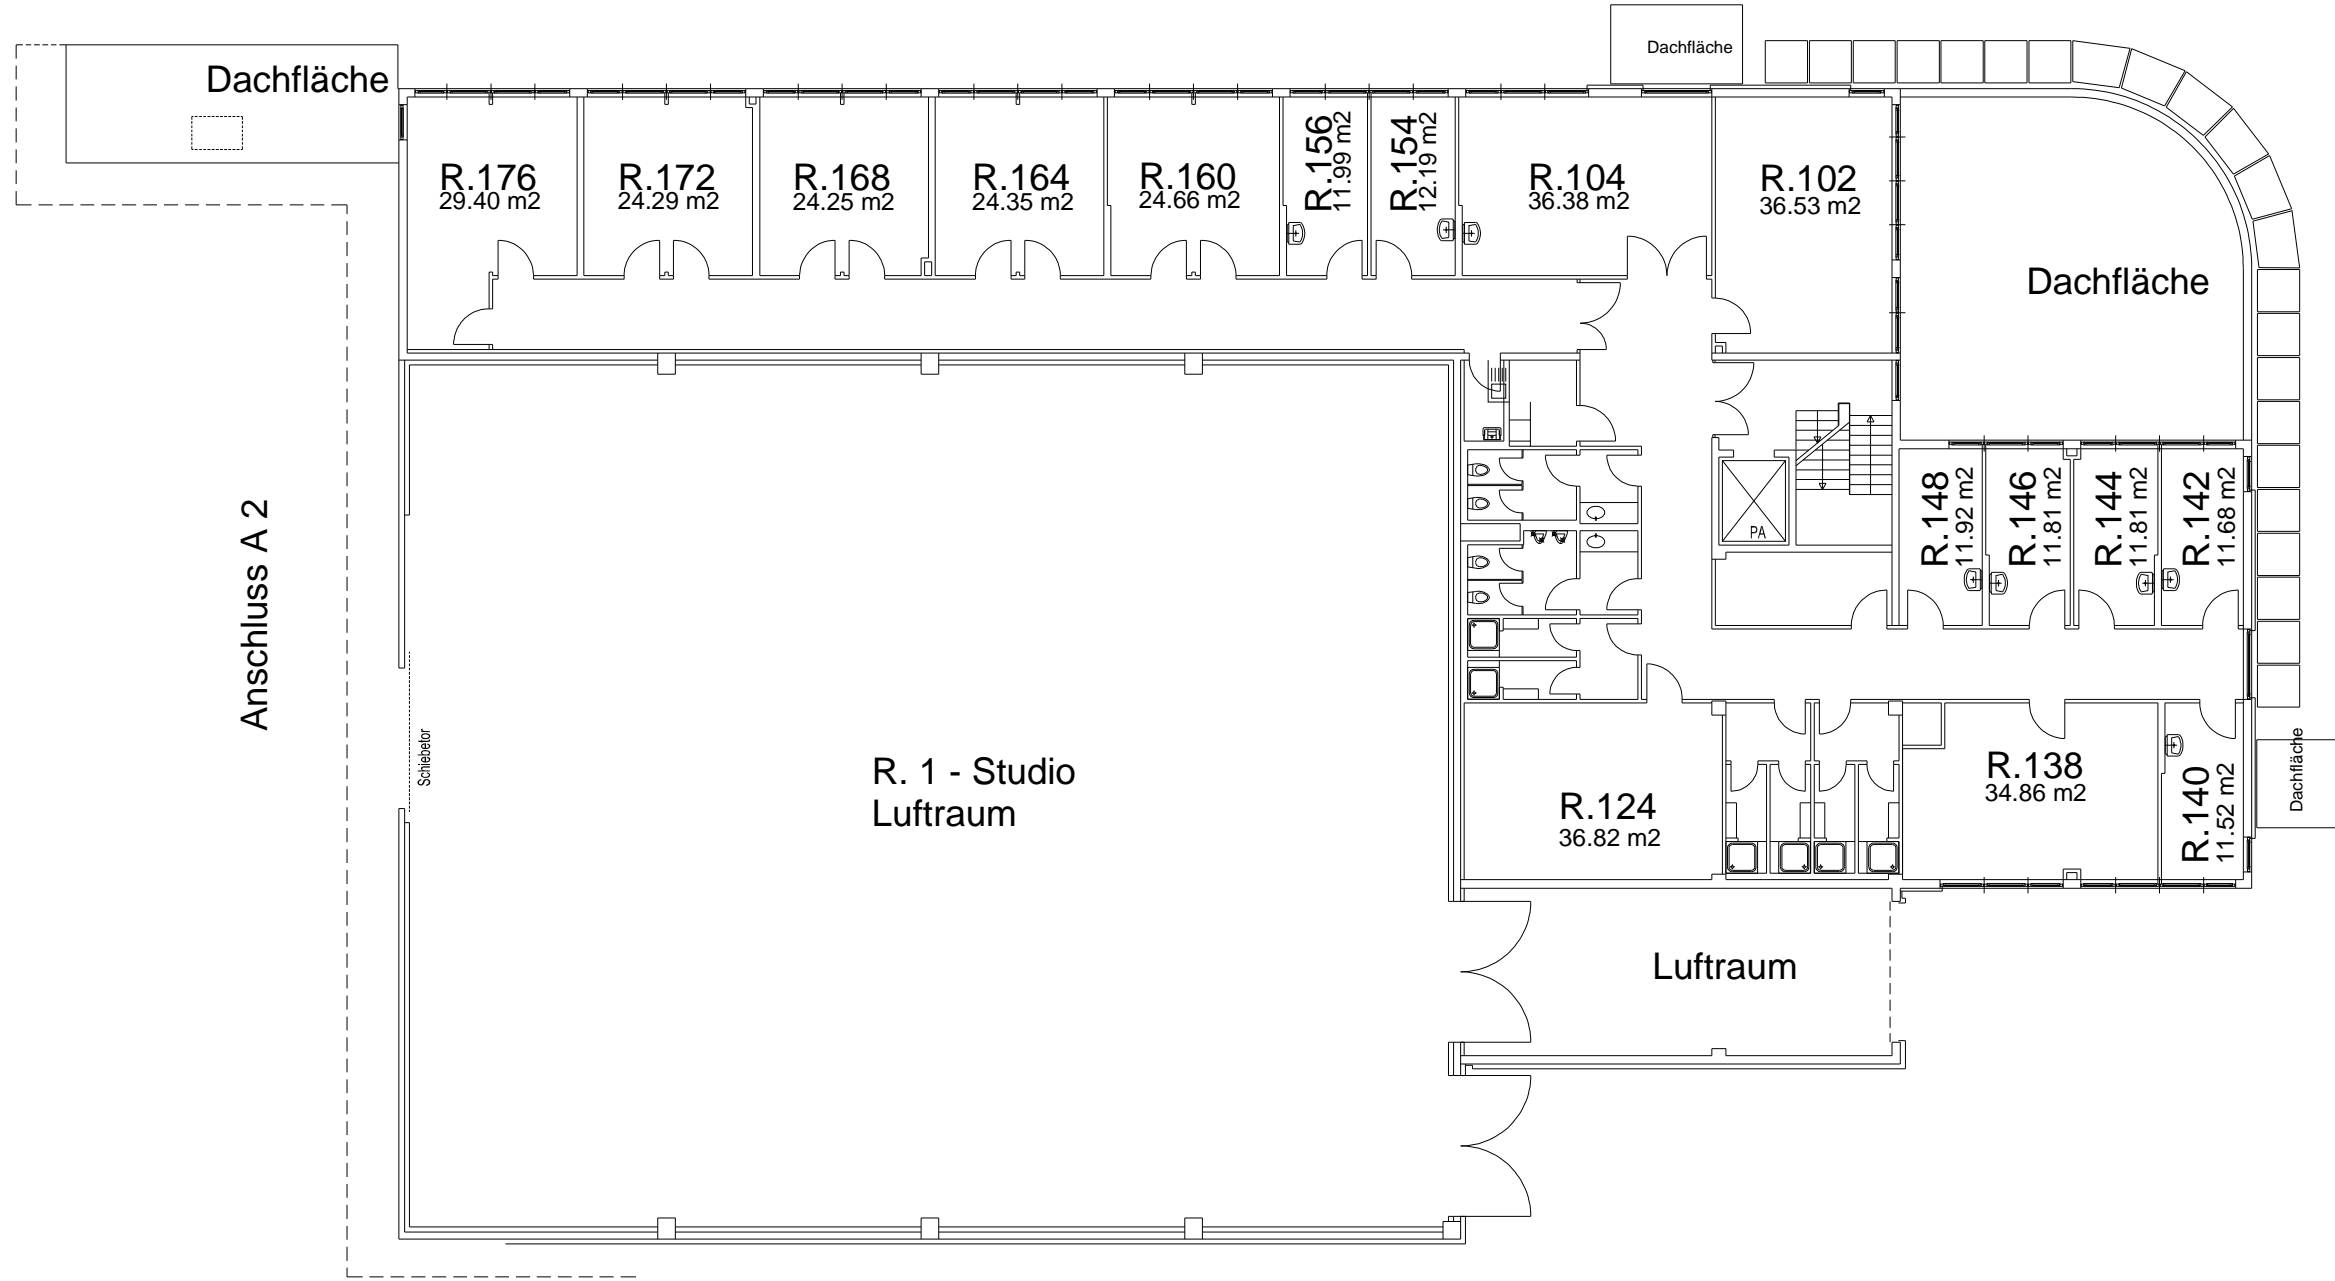 Dachfläche
Dachfläche
R.176
29.40 m2
R.172
24.29 m2
R.168
24.25 m2
R.164
24.35 m2
R.160
24.66 m2
R.156
11.99 m2
R.154
12.19 m2
R.104
36.38 m2
R.102
36.53 m2
Dachfläche
R.148
11.92 m2
R.146
11.81 m2
R.144
11.81 m2
R.142
11.68 m2
PA
Anschluss A 2
Schiebetor
R. 1 - Studio
Luftraum
R.124
36.82 m2
R.138
34.86 m2
R.140
11.52 m2
Dachfläche
Luftraum